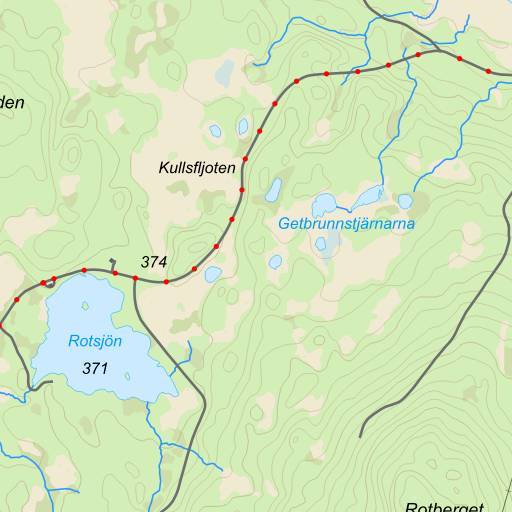 den
Kullsfljoten
Getbrunnstjärnarna
374
Rotsjön
371
Rotberget